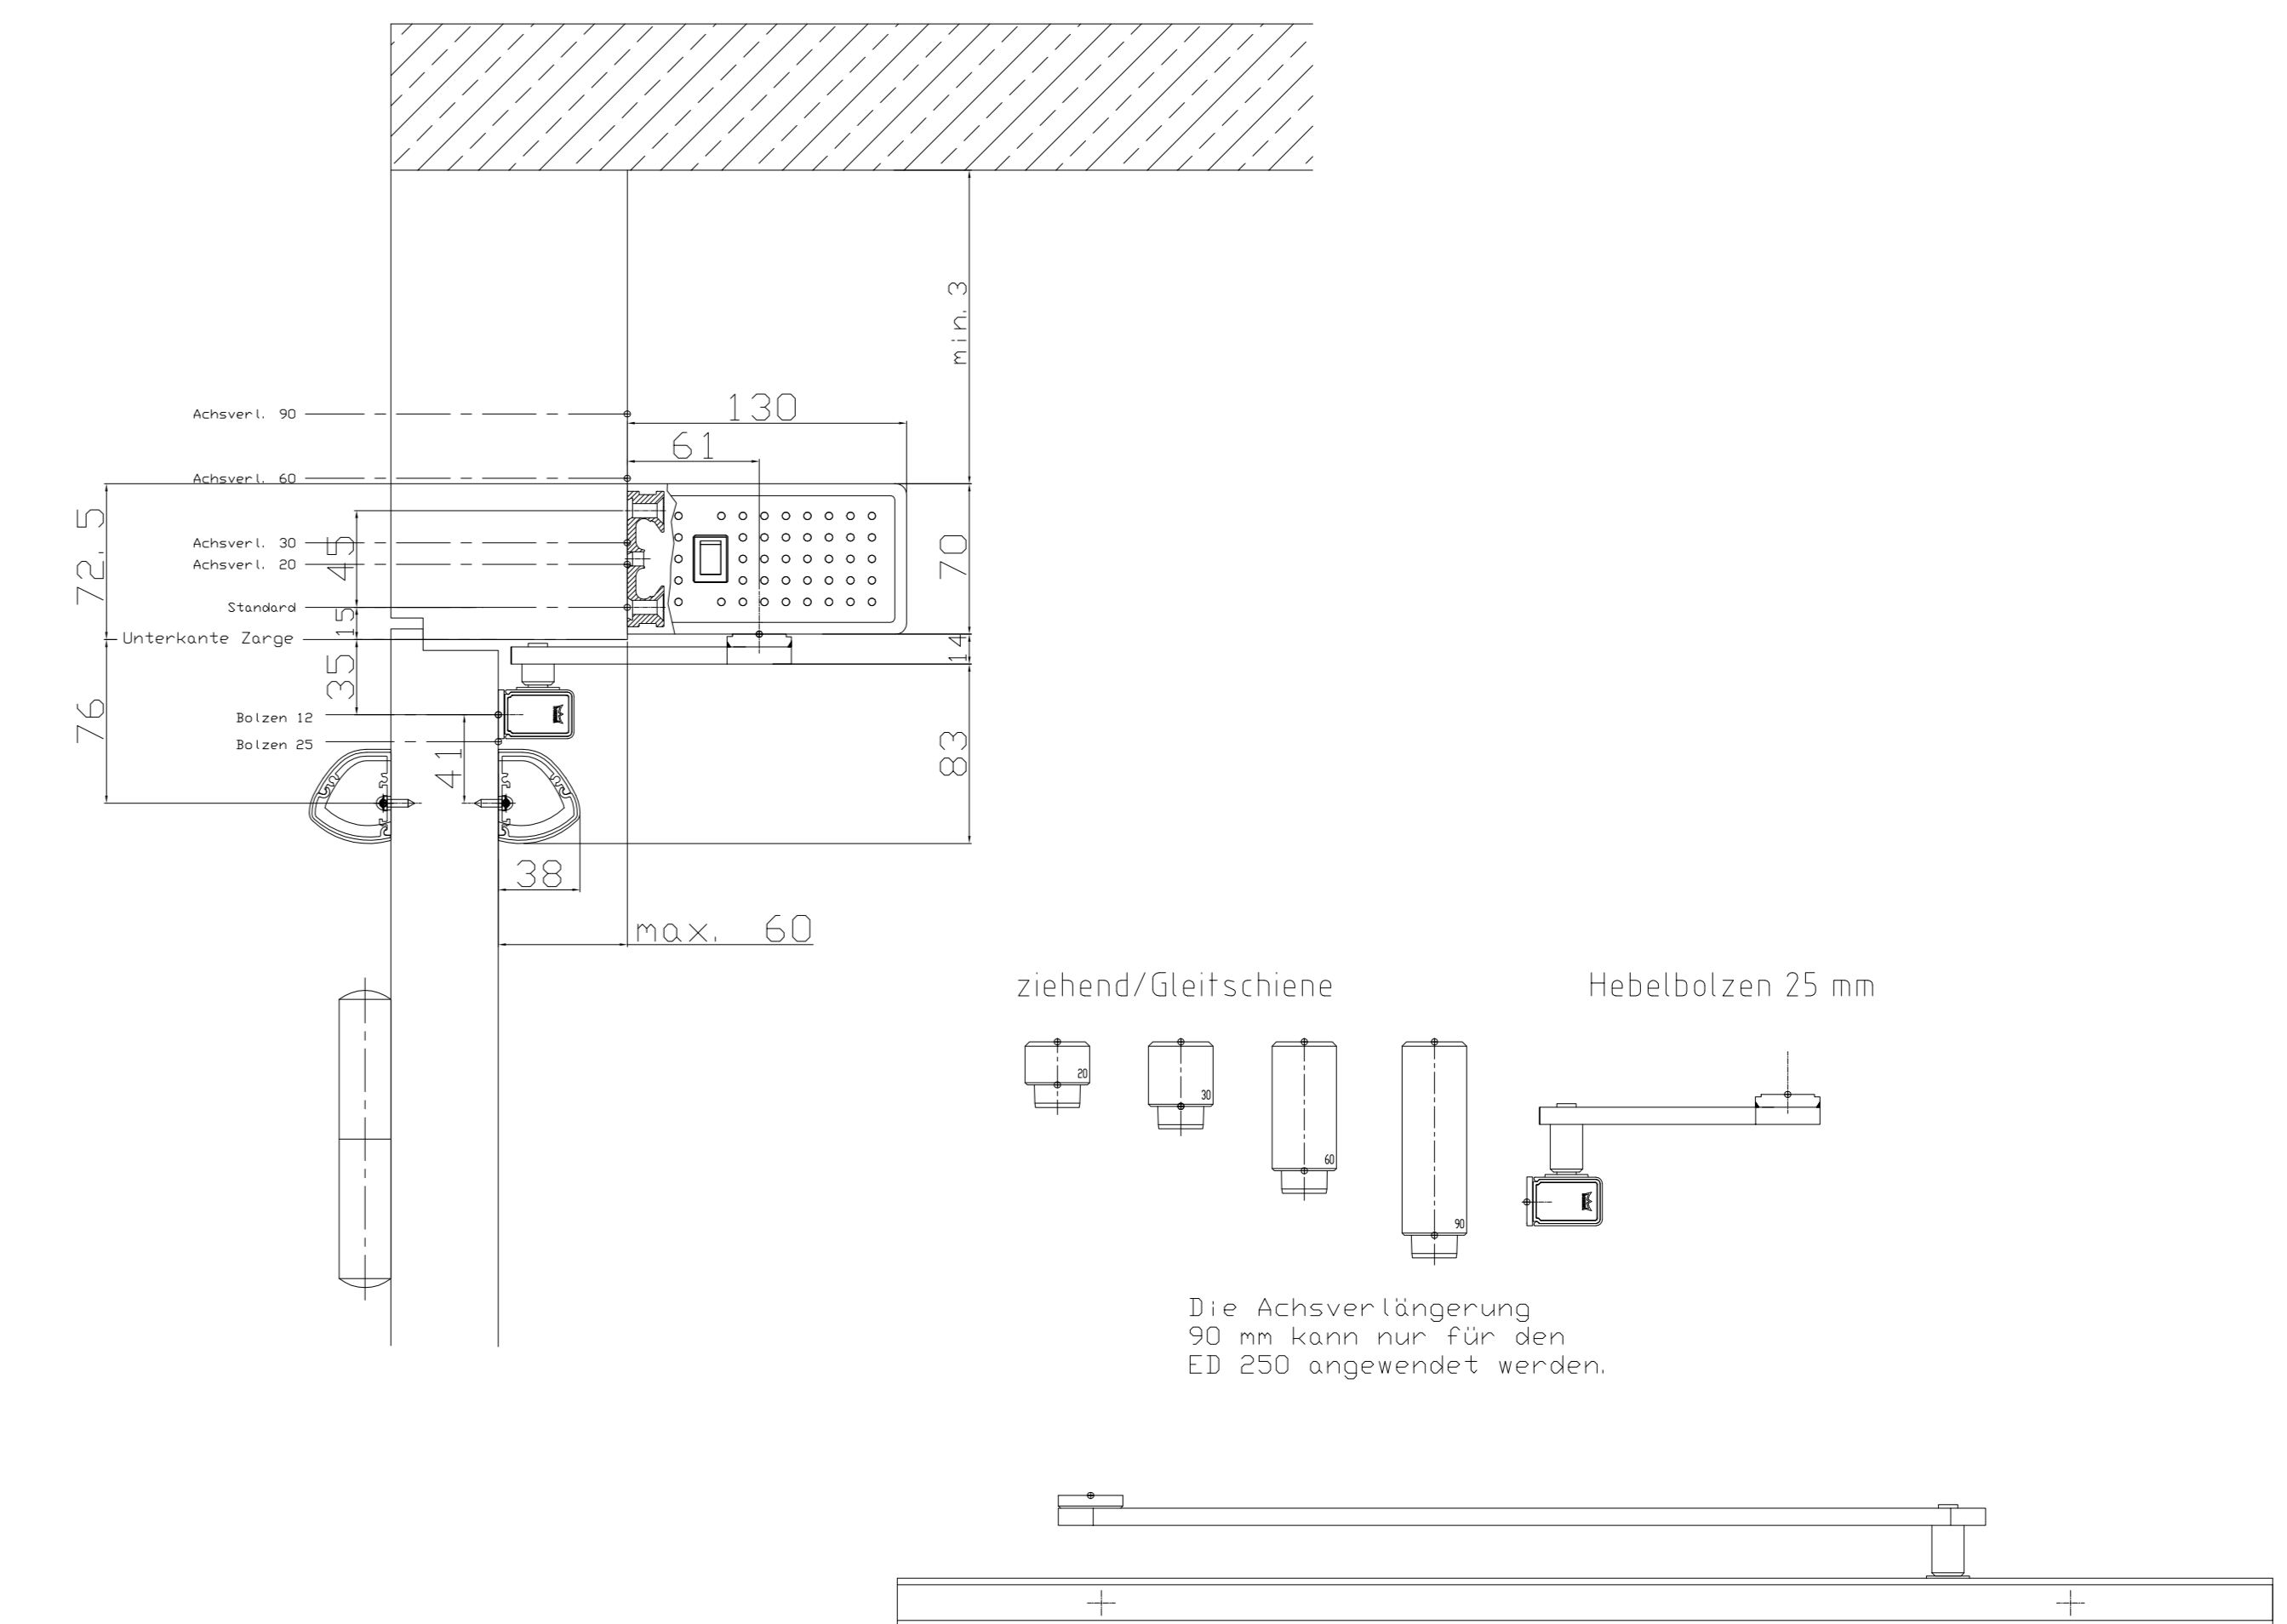 min. 3
Achsverl. 90
130
61
Achsverl. 60
72.5
45
Achsverl. 30
Achsverl. 20
70
Standard
15
Unterkante Zarge
14
35
76
Bolzen 12
Bolzen 25
41
83
38
max. 60
ziehend/Gleitschiene
Hebelbolzen 25 mm
20
30
60
90
Die Achsverlängerung
90 mm kann nur für den
ED 250 angewendet werden.